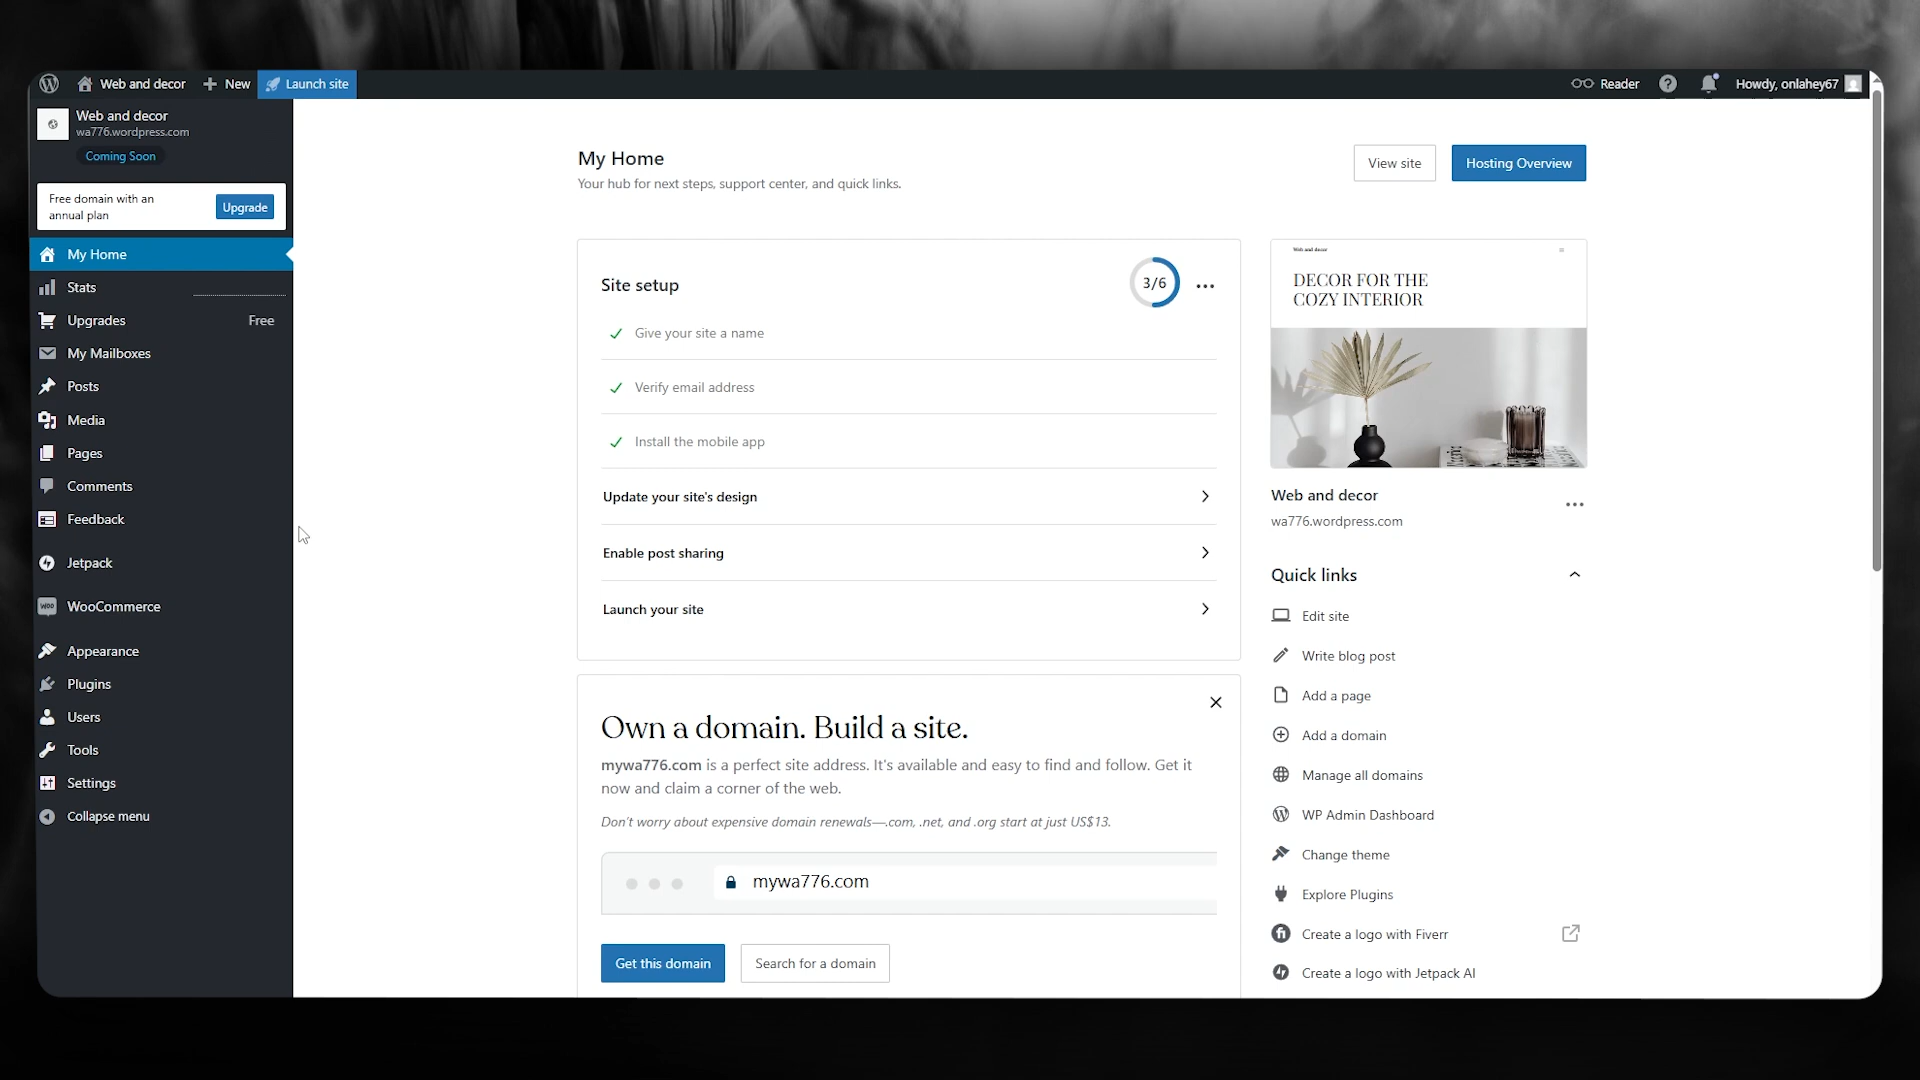 Web and decor
New
Launch site
Reader
Howdy, onlahey67
Web and decor
wa776.wordpress.com
Coming Soon
Free domain with an
annual plan
Upgrade
My Home
Stats
Upgrades
Free
My Mailboxes
Posts
Media
Pages
Comments
Feedback
Jetpack
WooCommerce
Appearance
Plugins
Users
Tools
Settings
Collapse menu
My Home
Your hub for next steps, support center, and quick links.
View site
Hosting Overview
Site setup
3/6
Give your site a name
Verify email address
Install the mobile app
Update your site's design
Enable post sharing
Launch your site
Own a domain. Build a site.
mywa776.com is a perfect site address. It's available and easy to find and follow. Get it
now and claim a corner of the web.
Don't worry about expensive domain renewals—.com, .net, and .org start at just US$13.
mywa776.com
Get this domain
Search for a domain
Web and decor
DECOR FOR THE
COZY INTERIOR
Web and decor
wa776.wordpress.com
Quick links
Edit site
Write blog post
Add a page
Add a domain
Manage all domains
WP Admin Dashboard
Change theme
Explore Plugins
Create a logo with Fiverr
Create a logo with Jetpack AI